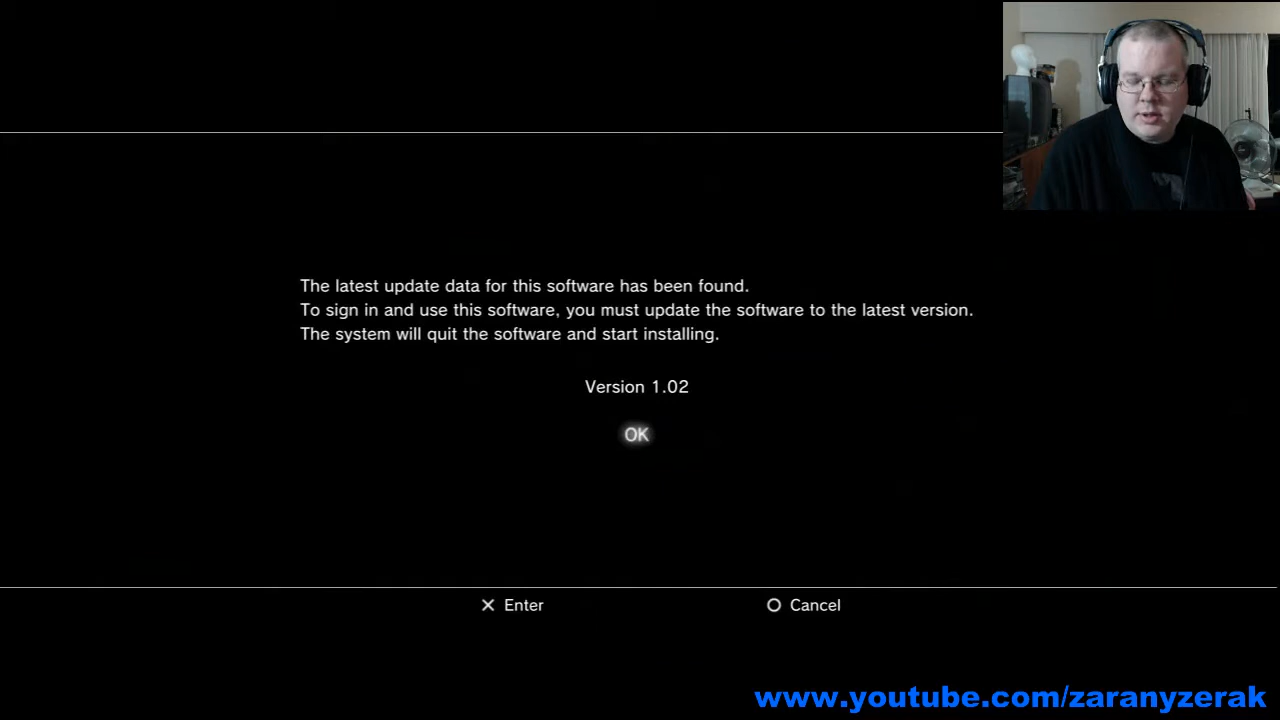 The latest update data for this software has been found.
To sign in and use this software, you must update the software to the latest version.
The system will quit the software and start installing.
Version 1.02
OK
Enter
Cancel
www.youtube.com/zaranyzerak